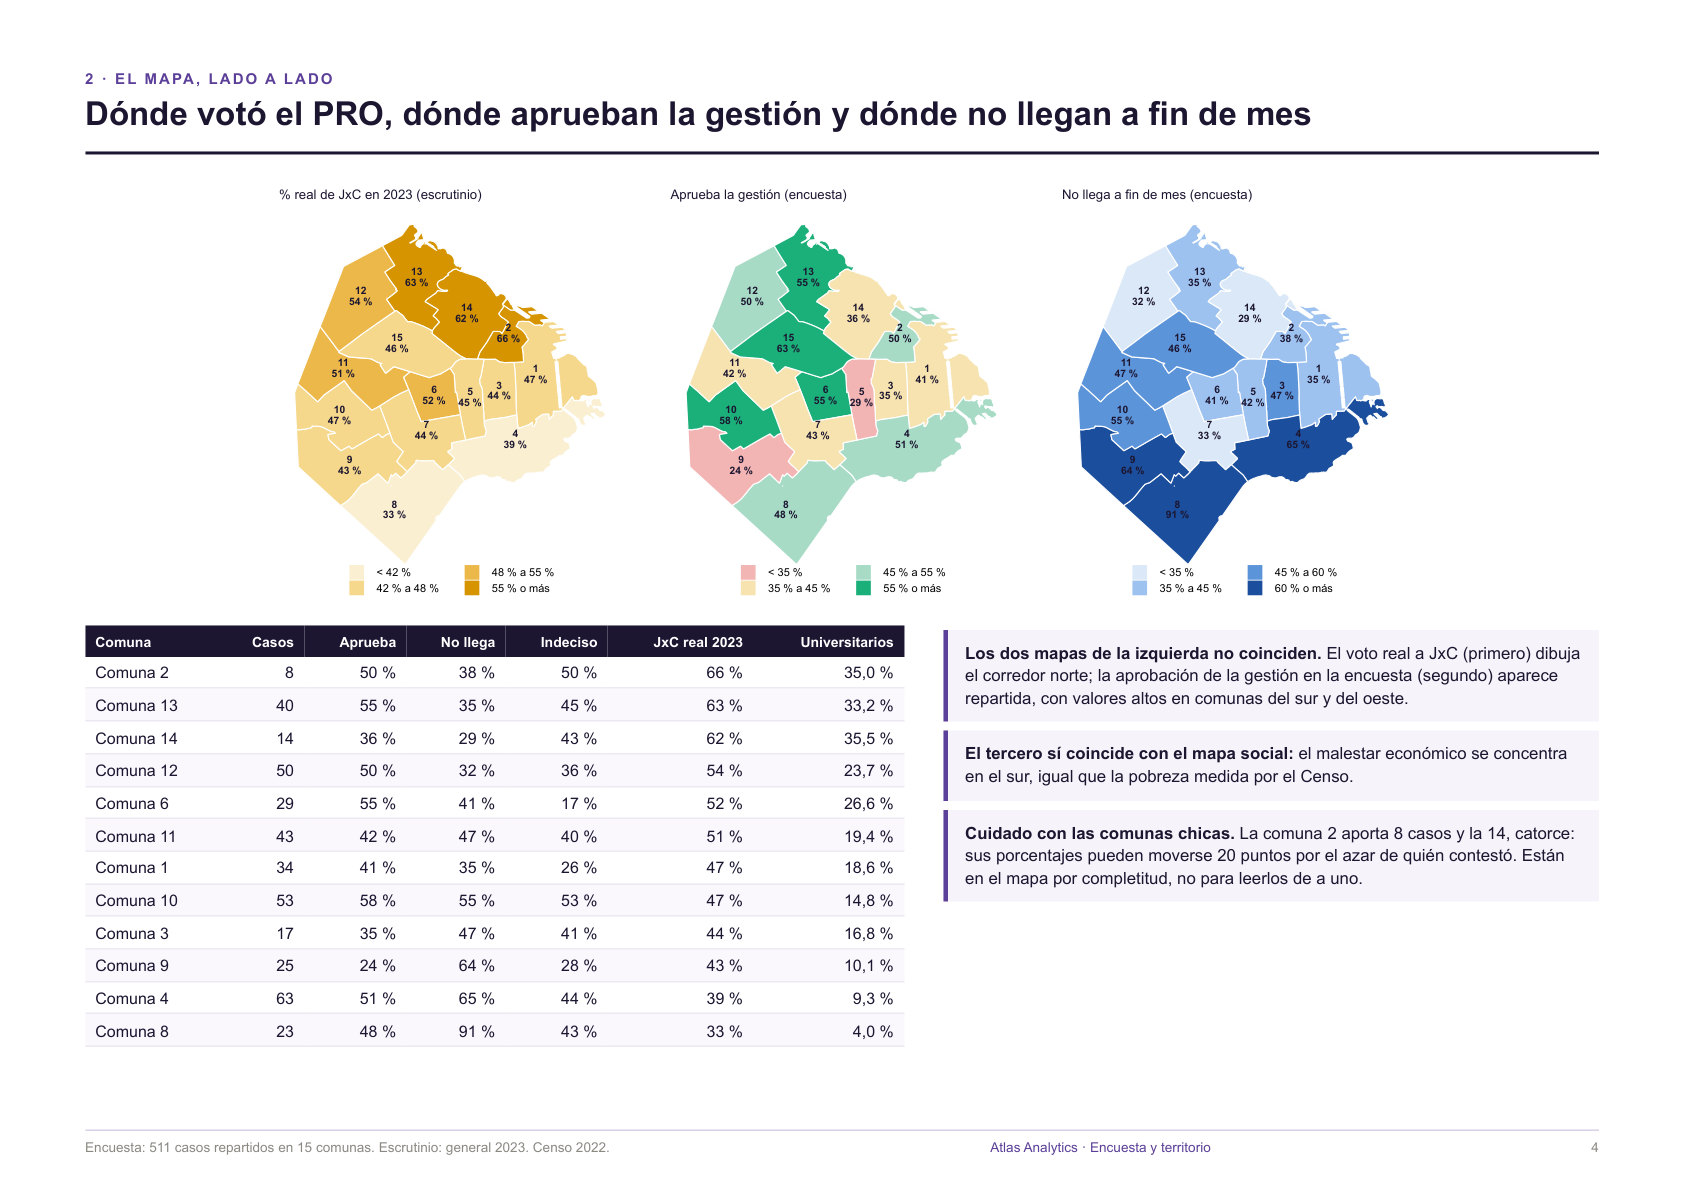 2 · EL MAPA, LADO A LADO
Dónde votó el PRO, dónde aprueban la gestión y dónde no llegan a fin de mes
% real de JxC en 2023 (escrutinio)
13
63 %
12
54 %
14
62 %
2
66 %
15
46 %
11
51 %
1
47 %
6
52 %
5
45 %
3
44 %
10
47 %
7
44 %
4
39 %
9
43 %
8
33 %
< 42 %
42 % a 48 %
48 % a 55 %
55 % o más
Aprueba la gestión (encuesta)
13
55 %
12
50 %
14
36 %
2
50 %
15
63 %
11
42 %
1
41 %
6
55 %
5
29 %
3
35 %
10
58 %
7
43 %
4
51 %
9
24 %
8
48 %
< 35 %
35 % a 45 %
45 % a 55 %
55 % o más
No llega a fin de mes (encuesta)
13
35 %
12
32 %
14
29 %
2
38 %
15
46 %
11
47 %
1
35 %
6
41 %
5
42 %
3
47 %
10
55 %
7
33 %
4
65 %
9
64 %
8
91 %
< 35 %
35 % a 45 %
45 % a 60 %
60 % o más
Comuna Casos Aprueba No llega Indeciso JxC real 2023 Universitarios
Comuna 2 8 50 % 38 % 50 % 66 % 35,0 %
Comuna 13 40 55 % 35 % 45 % 63 % 33,2 %
Comuna 14 14 36 % 29 % 43 % 62 % 35,5 %
Comuna 12 50 50 % 32 % 36 % 54 % 23,7 %
Comuna 6 29 55 % 41 % 17 % 52 % 26,6 %
Comuna 11 43 42 % 47 % 40 % 51 % 19,4 %
Comuna 1 34 41 % 35 % 26 % 47 % 18,6 %
Comuna 10 53 58 % 55 % 53 % 47 % 14,8 %
Comuna 3 17 35 % 47 % 41 % 44 % 16,8 %
Comuna 9 25 24 % 64 % 28 % 43 % 10,1 %
Comuna 4 63 51 % 65 % 44 % 39 % 9,3 %
Comuna 8 23 48 % 91 % 43 % 33 % 4,0 %
Los dos mapas de la izquierda no coinciden. El voto real a JxC (primero) dibuja
el corredor norte; la aprobación de la gestión en la encuesta (segundo) aparece
repartida, con valores altos en comunas del sur y del oeste.
El tercero sí coincide con el mapa social: el malestar económico se concentra
en el sur, igual que la pobreza medida por el Censo.
Cuidado con las comunas chicas. La comuna 2 aporta 8 casos y la 14, catorce:
sus porcentajes pueden moverse 20 puntos por el azar de quién contestó. Están
en el mapa por completitud, no para leerlos de a uno.
Encuesta: 511 casos repartidos en 15 comunas. Escrutinio: general 2023. Censo 2022.
Atlas Analytics · Encuesta y territorio
4